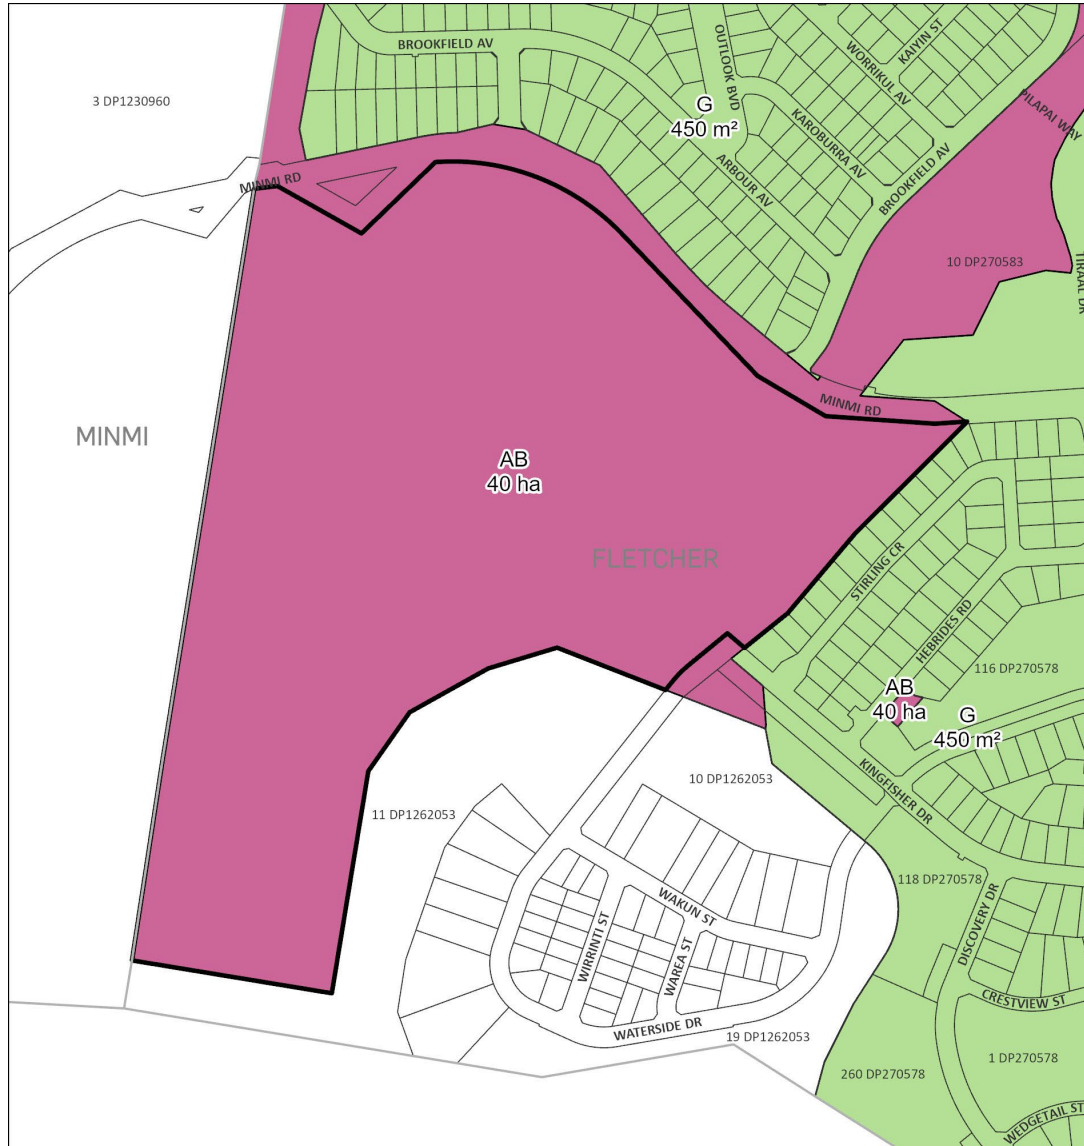 BROOKFIELD AV
OUTLOOK BVD
WORRIKUL AV
KAIYIN ST
3 DP1230960
G
450 m²
KAROBURRA AV
PILAPAI WAY
ARBOUR AV
BROOKFIELD AV
MINMI RD
10 DP270583
TIRAAL DR
MINMI RD
MINMI
AB
40 ha
FLETCHER
STIRLING CR
HEBRIDES RD
116 DP270578
AB
40 ha
G
450 m²
KINGFISHER DR
10 DP1262053
11 DP1262053
118 DP270578
WAKUN ST
DISCOVERY DR
WIRRINTI ST
WAREA ST
CRESTVIEW ST
WATERSIDE DR
19 DP1262053
1 DP270578
260 DP270578
WEDGETAIL ST